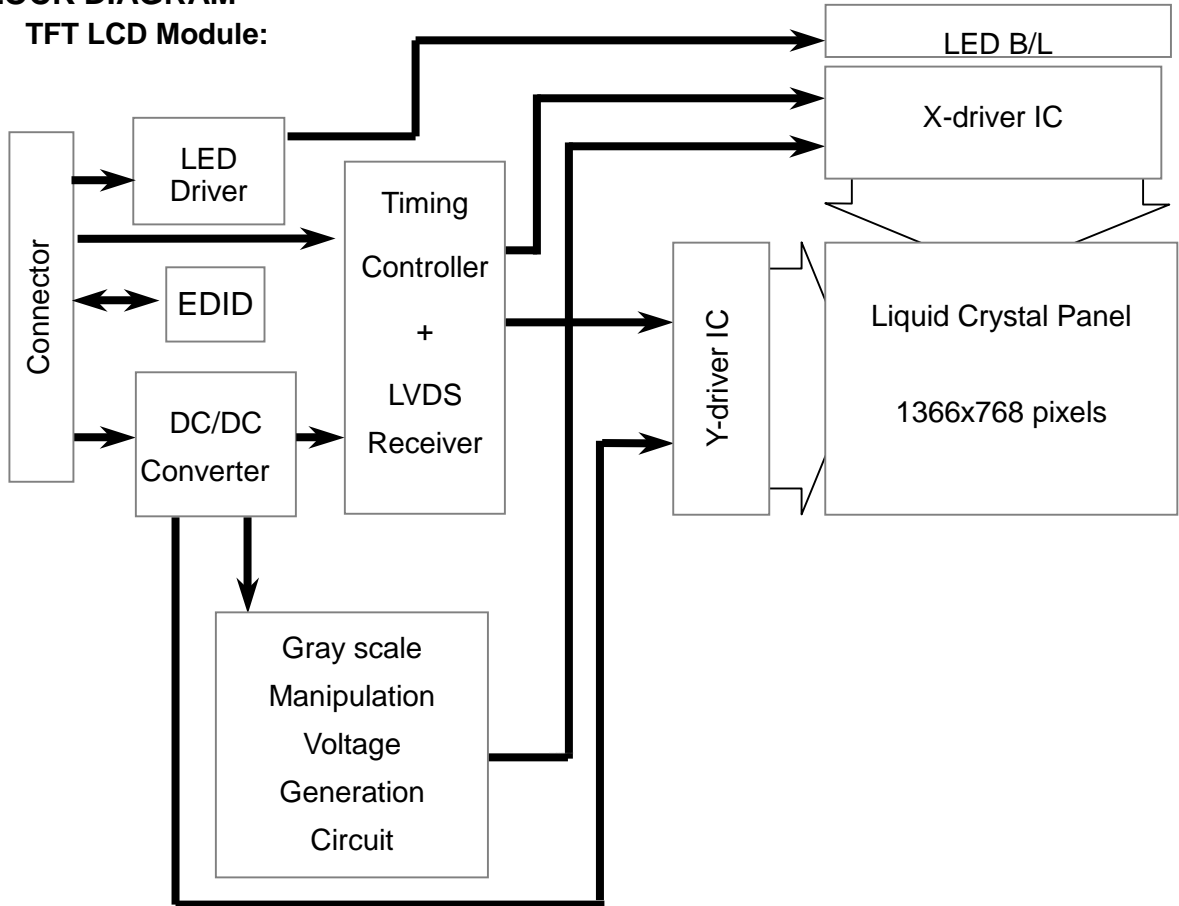 DIAGRAM
TFT LCD Module:
LED B/L
X-driver IC
LED
Driver
Timing
Controller
+
LVDS
Receiver
Connector
EDID
DC/DC
Converter
Y-driver IC
Liquid Crystal Panel
1366x768 pixels
Gray scale
Manipulation
Voltage
Generation
Circuit